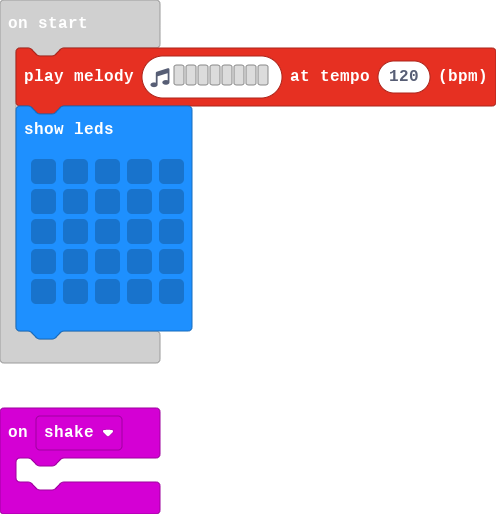 on start
play melody at tempo 120 (bpm)
show leds
on shake